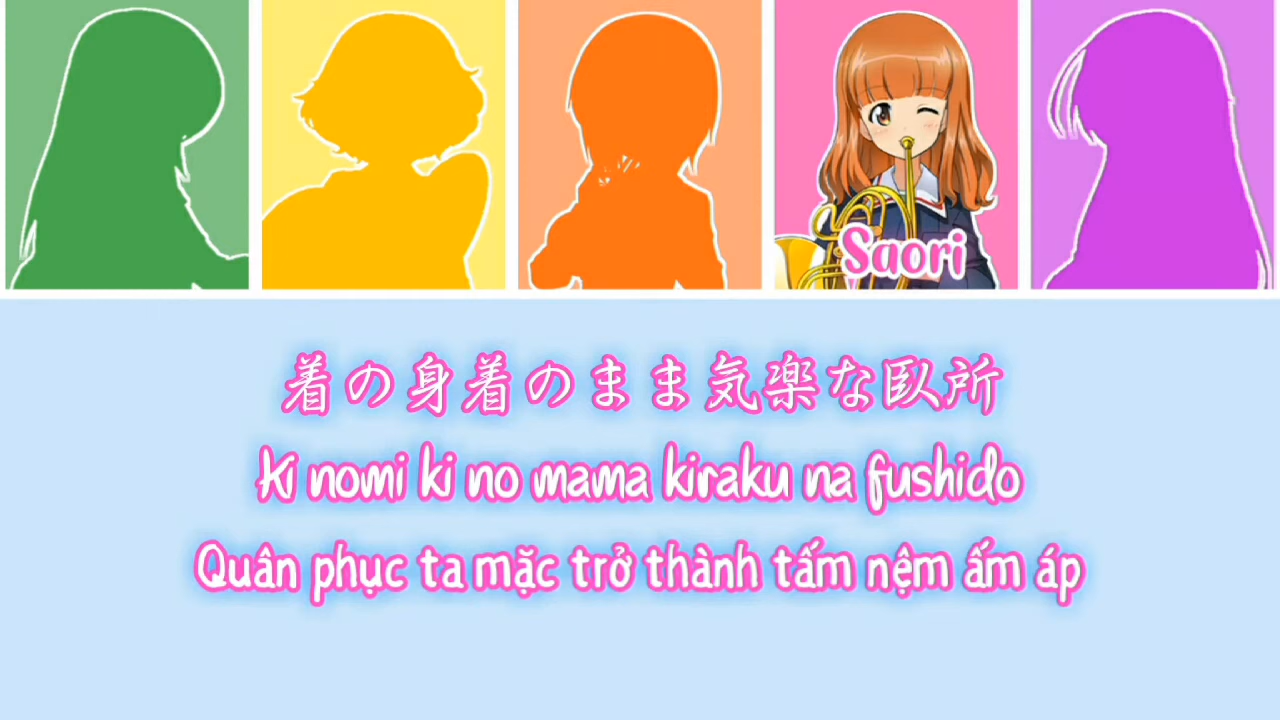 Saori
着の身着のまま気楽な臥所
Ki nomi ki no mama kiraku na fushido
Quân phục ta mặc trở thành tấm nệm ấm áp